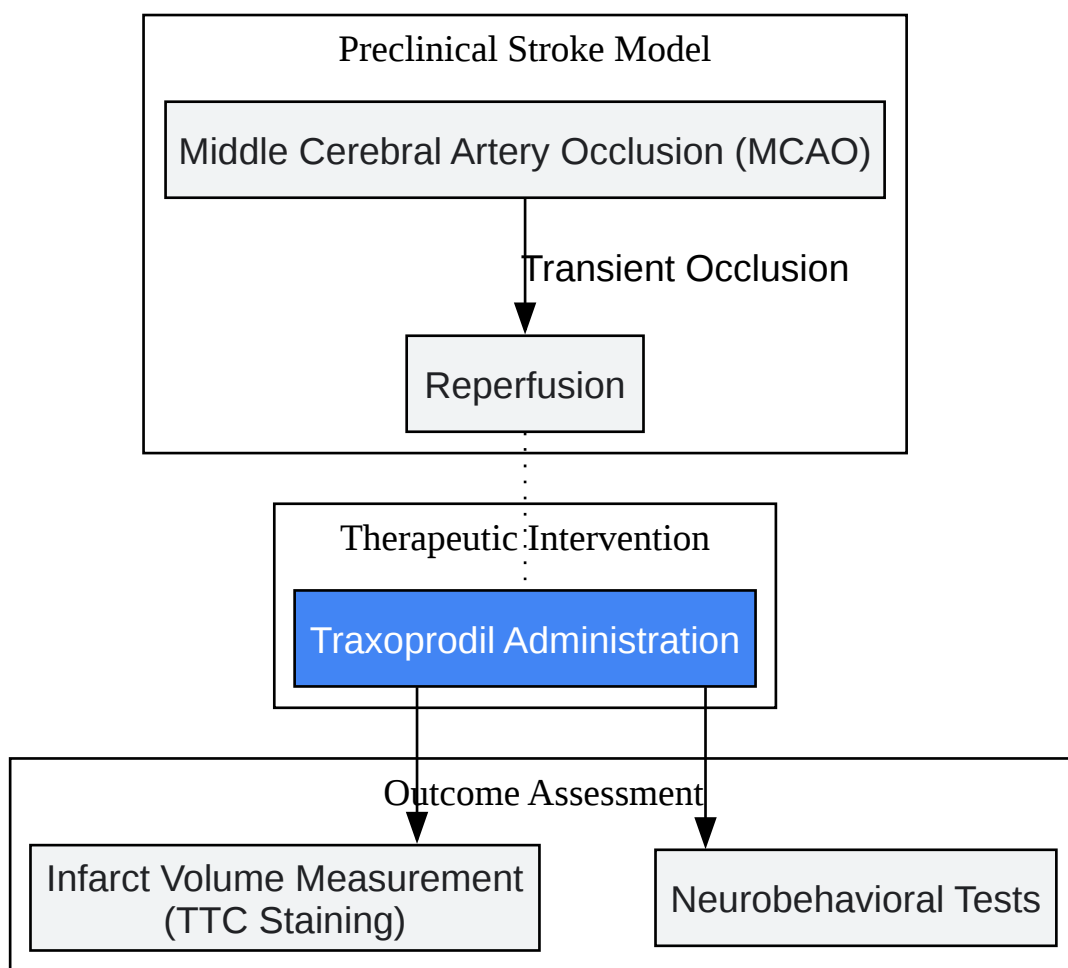 Preclinical Stroke Model
Middle Cerebral Artery Occlusion (MCAO)
Transient Occlusion
Reperfusion
Therapeutic Intervention
Traxoprodil Administration
Outcome Assessment
Infarct Volume Measurement
(TTC Staining)
Neurobehavioral Tests